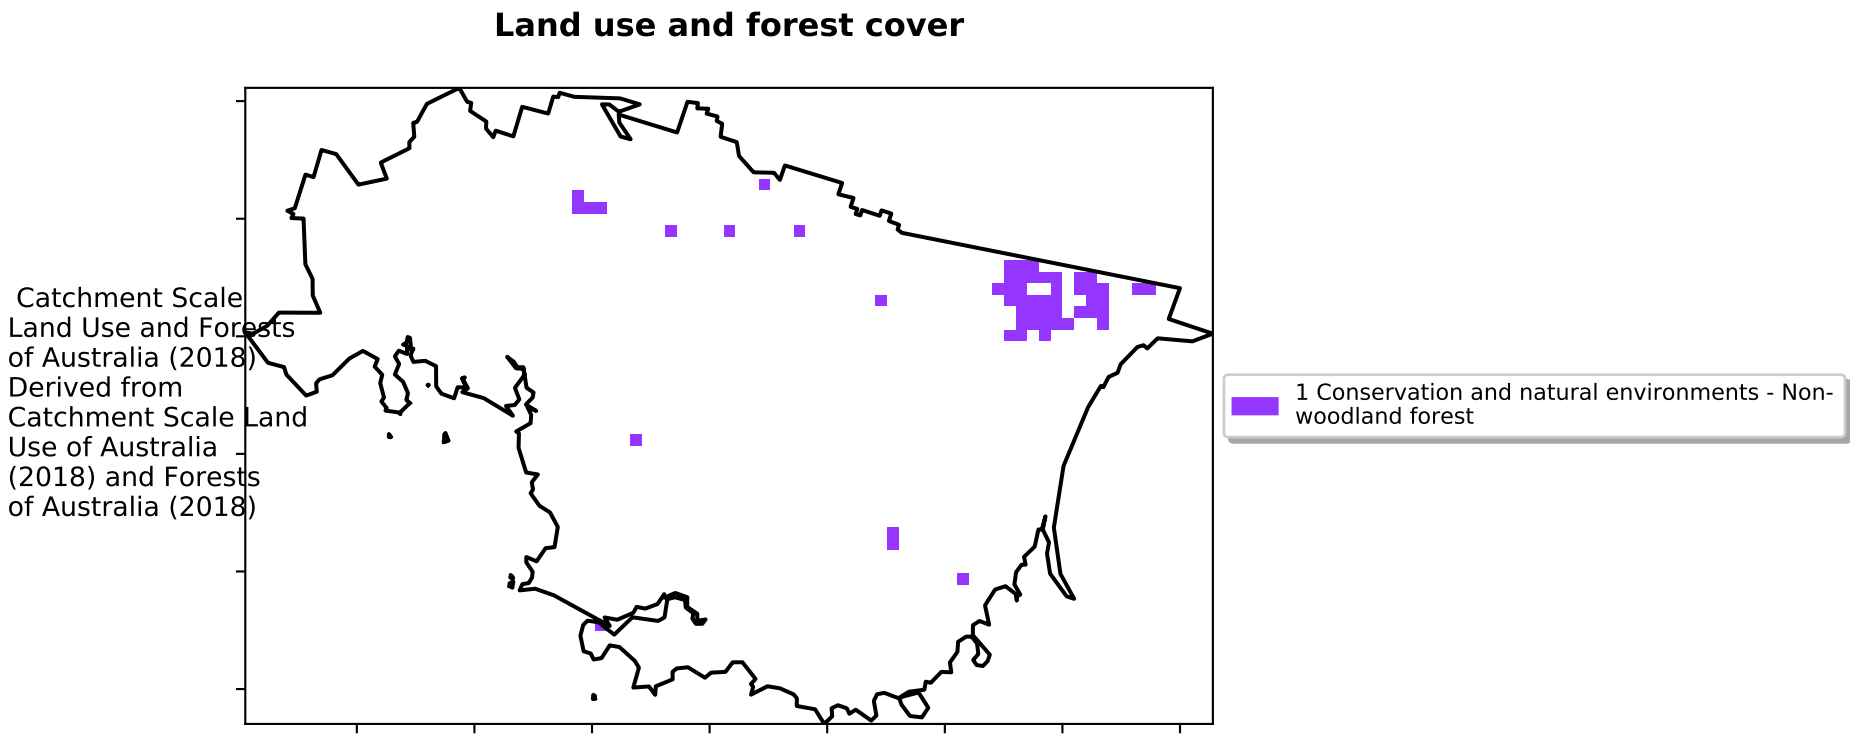 Land use and forest cover
Catchment Scale
Land Use and Forests
of Australia (2018)
Derived from
Catchment Scale Land
Use of Australia
(2018) and Forests
of Australia (2018)
1 Conservation and natural environments - Non-
woodland forest